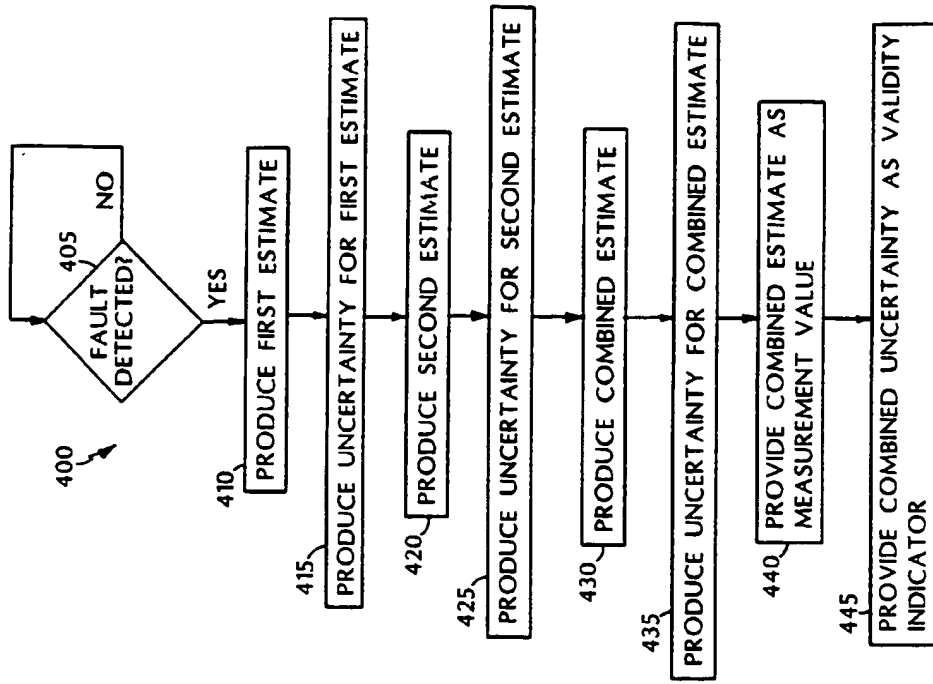 400
FAULT
DETECTED?
405
NO
YES
410
PRODUCE FIRST ESTIMATE
415
PRODUCE UNCERTAINTY FOR FIRST ESTIMATE
420
PRODUCE SECOND ESTIMATE
425
PRODUCE UNCERTAINTY FOR SECOND ESTIMATE
430
PRODUCE COMBINED ESTIMATE
435
PRODUCE UNCERTAINTY FOR COMBINED ESTIMATE
440
PROVIDE COMBINED ESTIMATE AS
MEASUREMENT VALUE
445
PROVIDE COMBINED UNCERTAINTY AS VALIDITY
INDICATOR